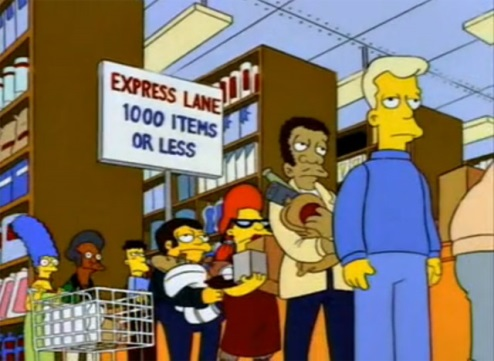 EXPRESS LANE
1000 ITEMS
OR LESS